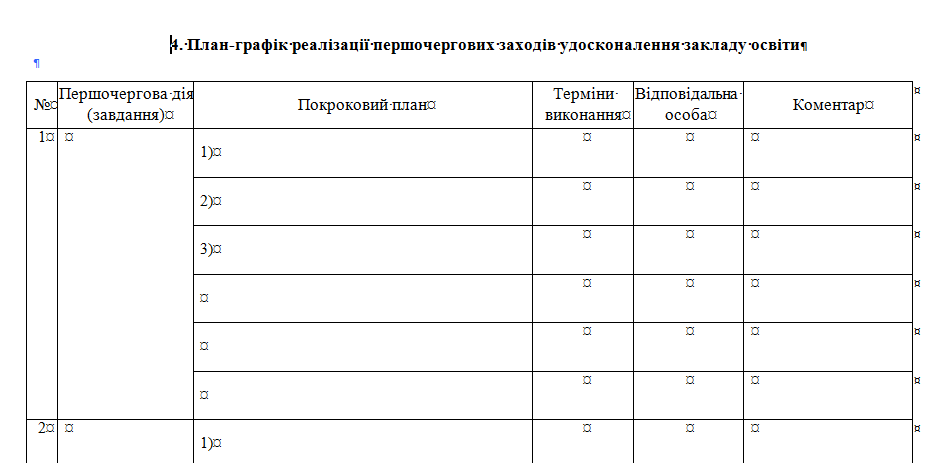 4. План-графік реалізації першочергових заходів удосконалення закладу освіти
№
Першочергова дія
(завдання)
Покроковий план
Терміни
виконання
Відповідальна
особа
Коментар
1
1)
2)
3)
2
1)